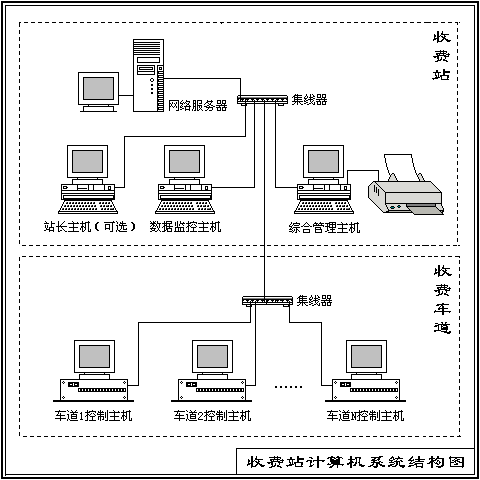 收费站
网络服务器
集线器
站长主机(可选)
数据监控主机
综合管理主机
收费车道
集线器
车道1控制主机
车道2控制主机
......
车道N控制主机
收费站计算机系统结构图